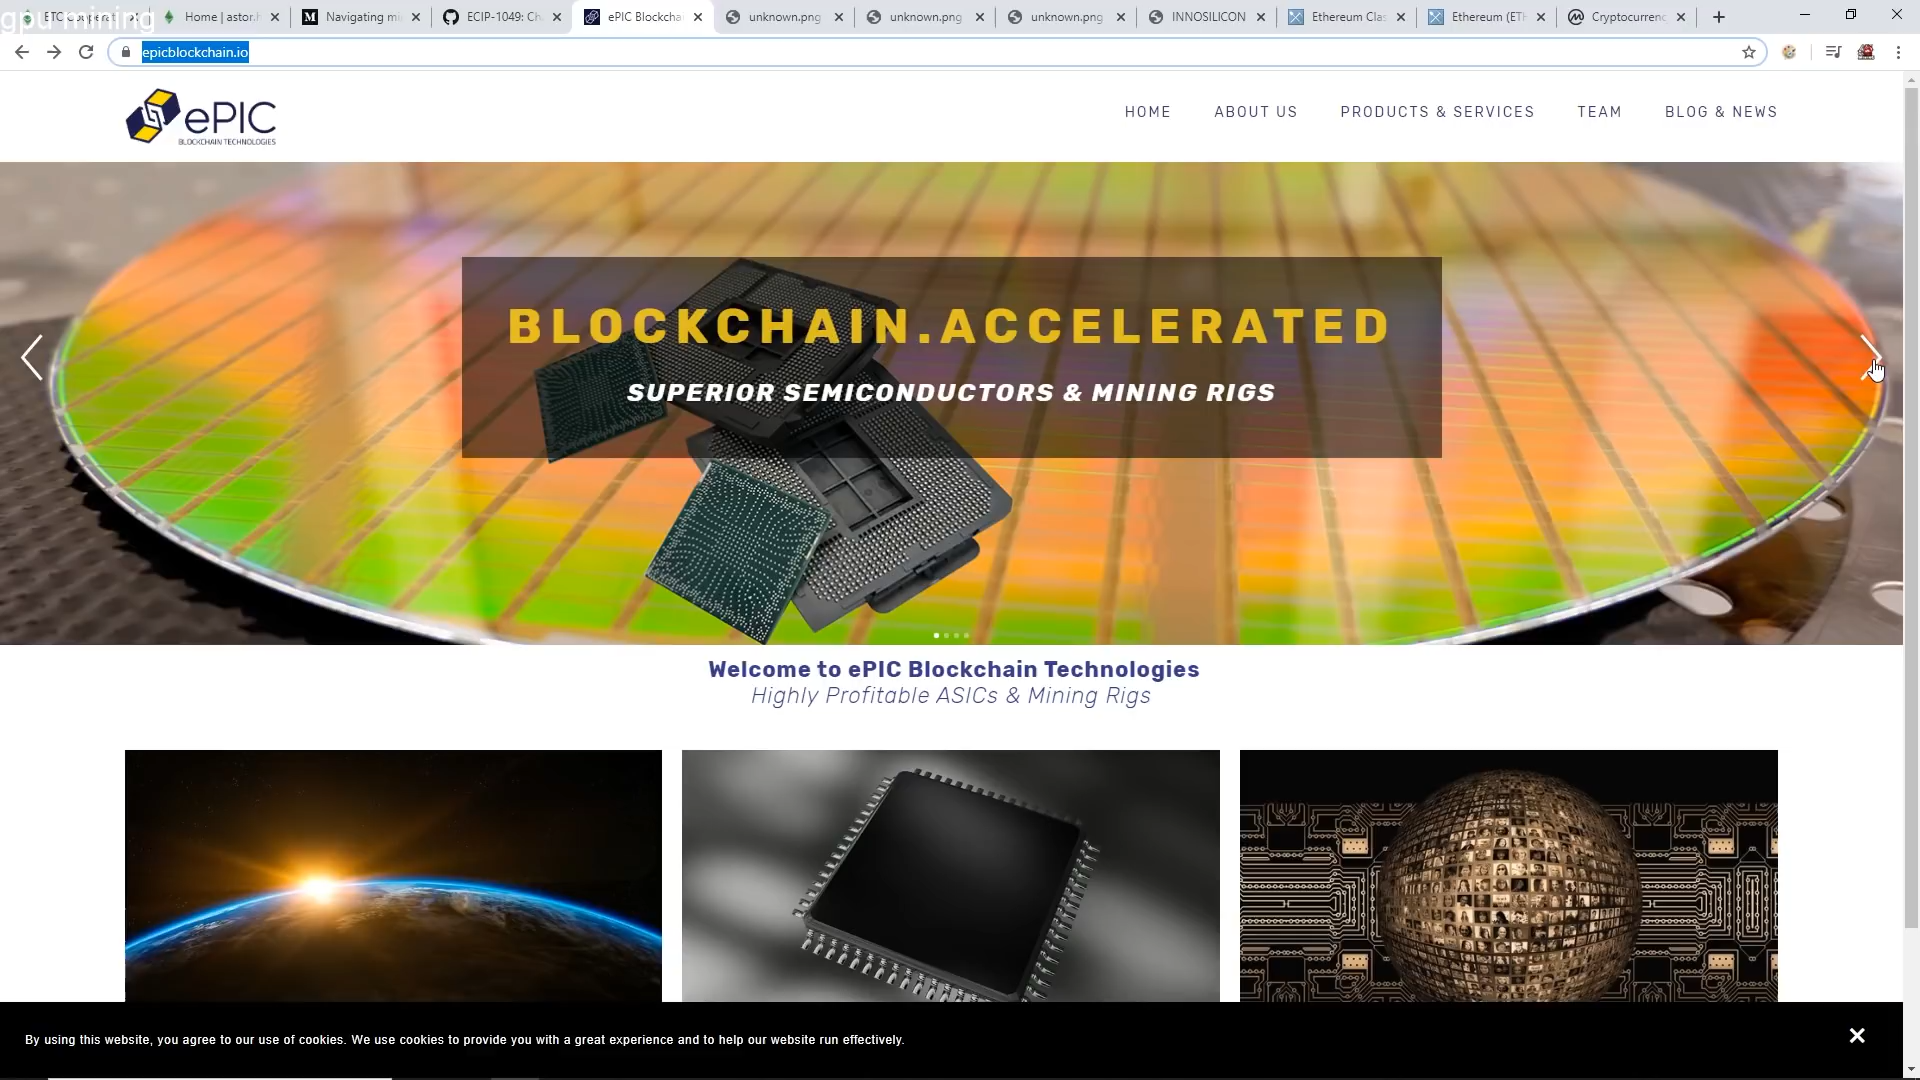 gpu mining
Home | astor.h
Navigating mi
ECIP-1049: Ch
ePIC Blockcha
unknown.png
unknown.png
unknown.png
INNOSILICON
Ethereum Clas
Ethereum (ETH
Cryptocurrenc
epicblockchain.io
ePIC
BLOCKCHAIN TECHNOLOGIES
HOME
ABOUT US
PRODUCTS & SERVICES
TEAM
BLOG & NEWS
BLOCKCHAIN.ACCELERATED
SUPERIOR SEMICONDUCTORS & MINING RIGS
Welcome to ePIC Blockchain Technologies
Highly Profitable ASICs & Mining Rigs
By using this website, you agree to our use of cookies. We use cookies to provide you with a great experience and to help our website run effectively.